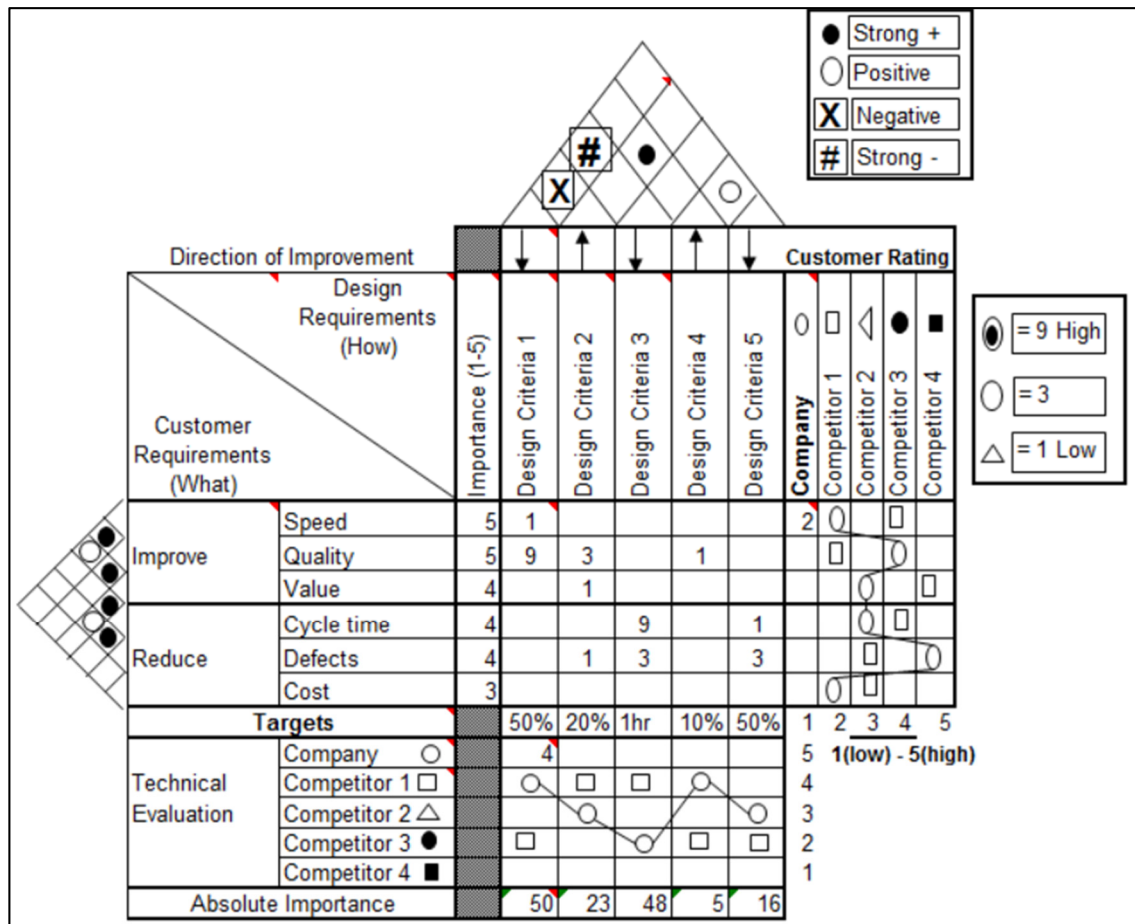 Strong +
Positive
X Negative
# Strong -
#
X
Direction of Improvement
Customer Rating
Design
Requirements
(How)
Customer
Requirements
(What)
Importance (1-5)
Design Criteria 1
Design Criteria 2
Design Criteria 3
Design Criteria 4
Design Criteria 5
Company
Competitor 1
Competitor 2
Competitor 3
Competitor 4
= 9 High
= 3
= 1 Low
Improve
Speed 5 1 2
Quality 5 9 3 1
Value 4 1
Reduce
Cycle time 4 9 1
Defects 4 1 3 3
Cost 3
Targets 50% 20% 1hr 10% 50% 1 2 3 4 5
1(low) - 5(high)
Technical
Evaluation
Company 4 5
Competitor 1 4
Competitor 2 3
Competitor 3 2
Competitor 4 1
Absolute Importance 50 23 48 5 16